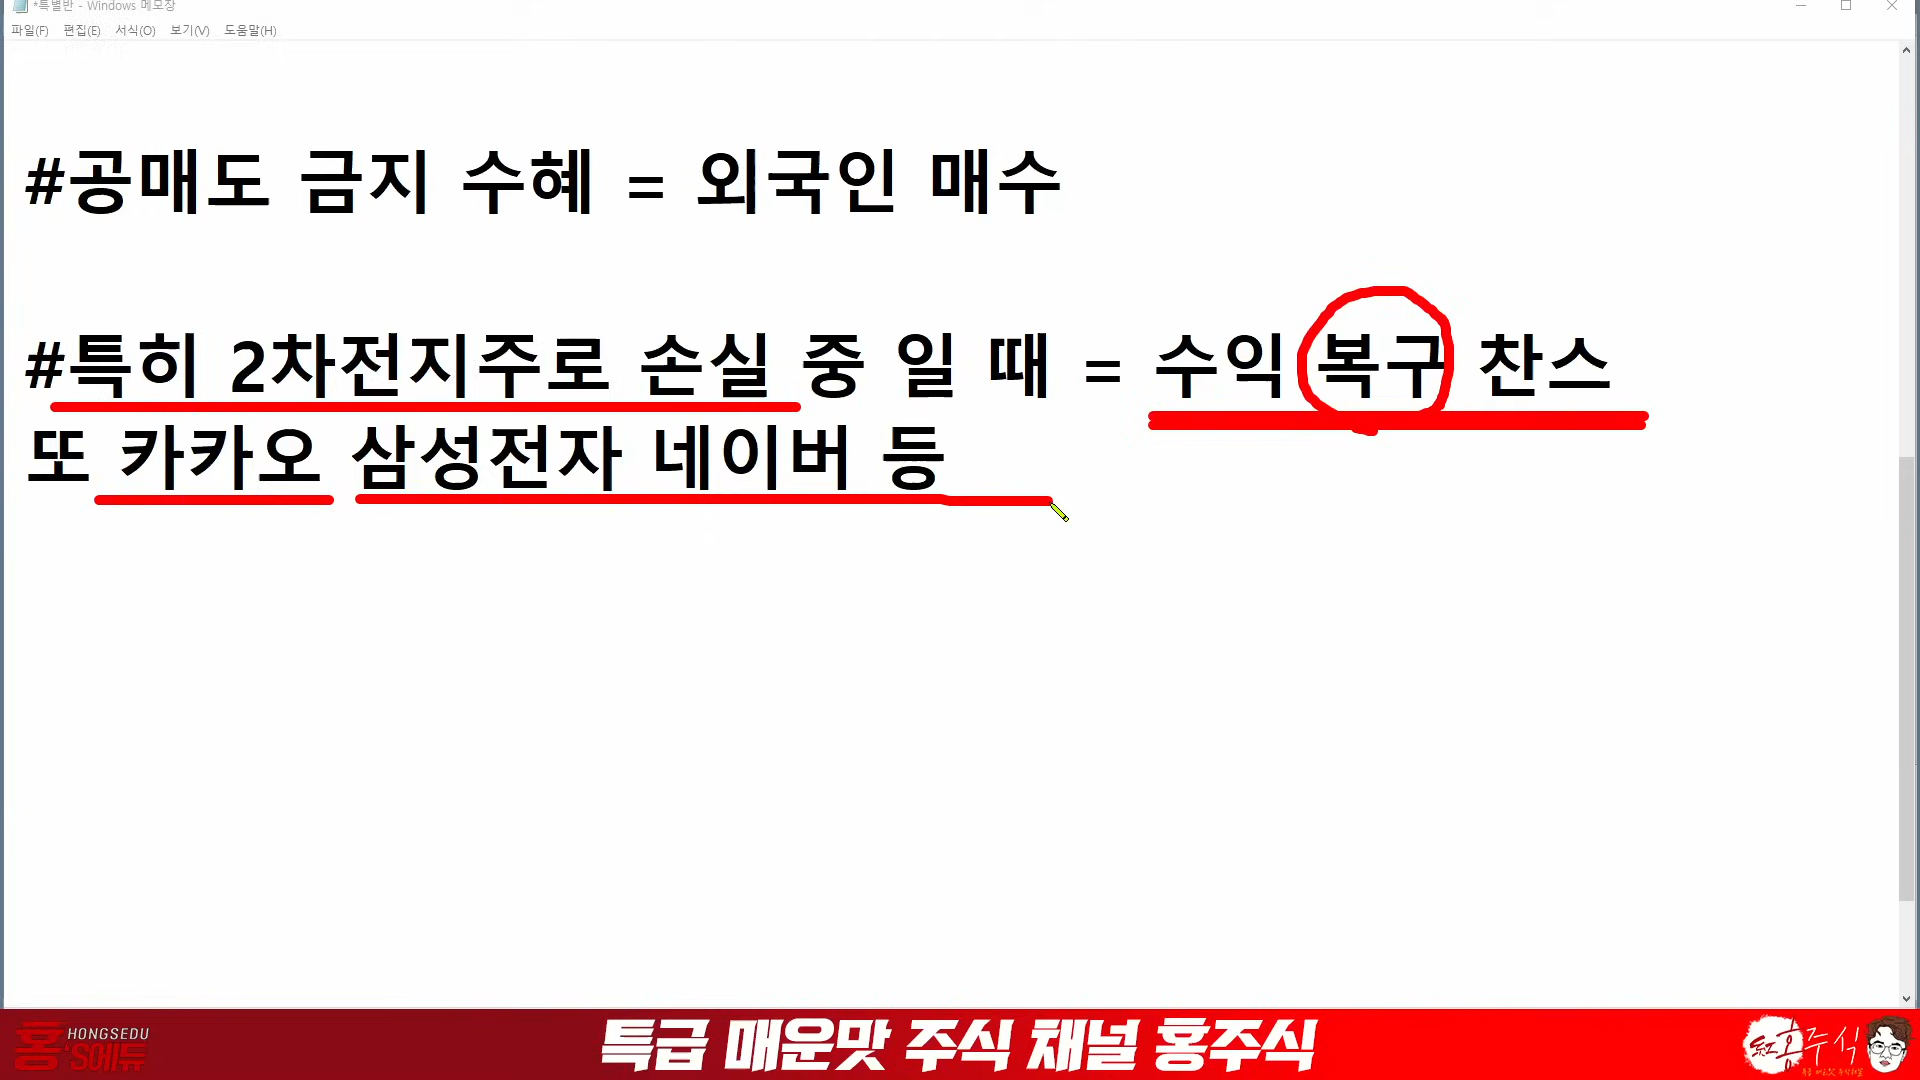 *특별반 - Windows 메모장
파일(F) 편집(E) 서식(O) 보기(V) 도움말(H)
#공매도 금지 수혜 = 외국인 매수
#특히 2차전지주로 손실 중 일 때 = 수익 복구 찬스
또 카카오 삼성전자 네이버 등
홍 HONGSEDU
'S에듀
특급 매운맛 주식 채널 홍주식
홍주식